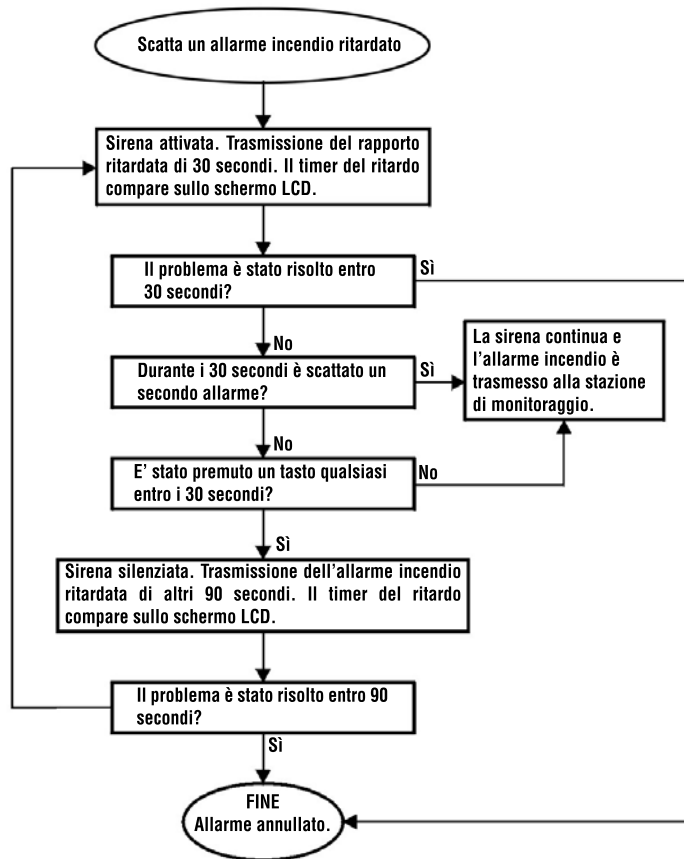 Scatta un allarme incendio ritardato
Sirena attivata. Trasmissione del rapporto
ritardata di 30 secondi. Il timer del ritardo
compare sullo schermo LCD.
Il problema è stato risolto entro
30 secondi?
Sì
No
La sirena continua e
l'allarme incendio è
trasmesso alla stazione
di monitoraggio.
Durante i 30 secondi è scattato un
secondo allarme?
Sì
No
E' stato premuto un tasto qualsiasi
entro i 30 secondi?
No
Sì
Sirena silenziata. Trasmissione dell'allarme incendio
ritardata di altri 90 secondi. Il timer del ritardo
compare sullo schermo LCD.
Il problema è stato risolto entro 90
secondi?
Sì
FINE
Allarme annullato.